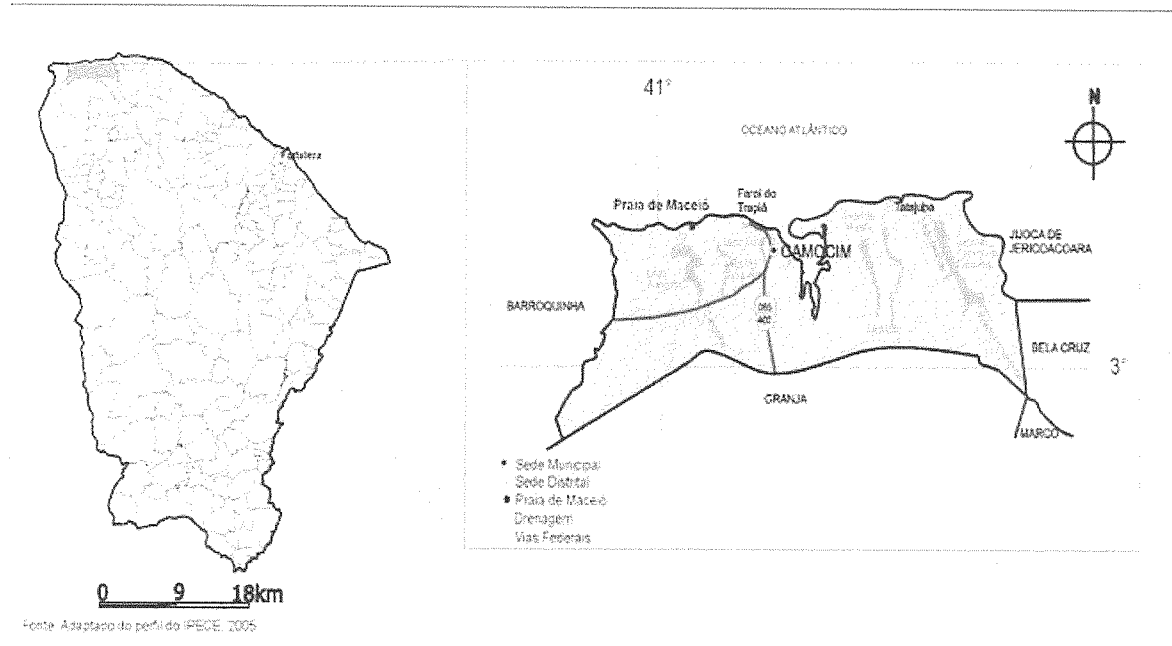 Fortaleza
0 9 18km
Fonte: Adaptado do perfil do IPECE, 2005
41°
OCEANO ATLÂNTICO
N
Praia de Maceió
Farol do
Trapiá
Tatajuba
CAMOCIM
JIJOCA DE
JERICOACOARA
BARROQUINHA
BELA CRUZ
3°
GRANJA
MARCO
Sede Municipal
Sede Distrital
Praia de Maceió
Drenagem
Vias Federais